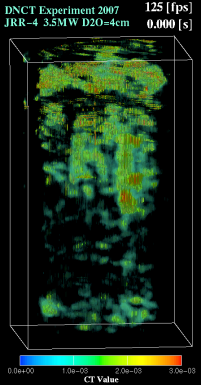 DNCT Experiment 2007
125 [fps]
JRR-4 3.5MW D2O=4cm
0.000 [s]
0.0e+00 1.0e-03 2.0e-03 3.0e-03
CT Value